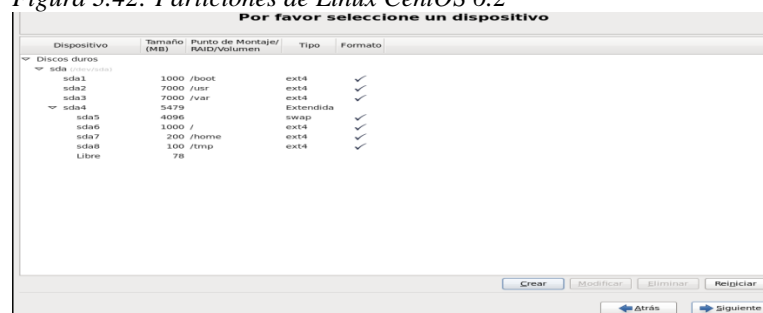 Figura 3.42: Particiones de Linux CentOS 6.2
Por favor seleccione un dispositivo
Dispositivo Tamaño (MB) Punto de Montaje/ RAID/Volumen Tipo Formato
Discos duros
sda (/dev/sda)
sda1 1000 /boot ext4
sda2 7000 /usr ext4
sda3 7000 /var ext4
sda4 5479 Extendida
sda5 4096 swap
sda6 1000 / ext4
sda7 200 /home ext4
sda8 100 /tmp ext4
Libre 78
Crear Modificar Eliminar Reiniciar
Atrás Siguiente